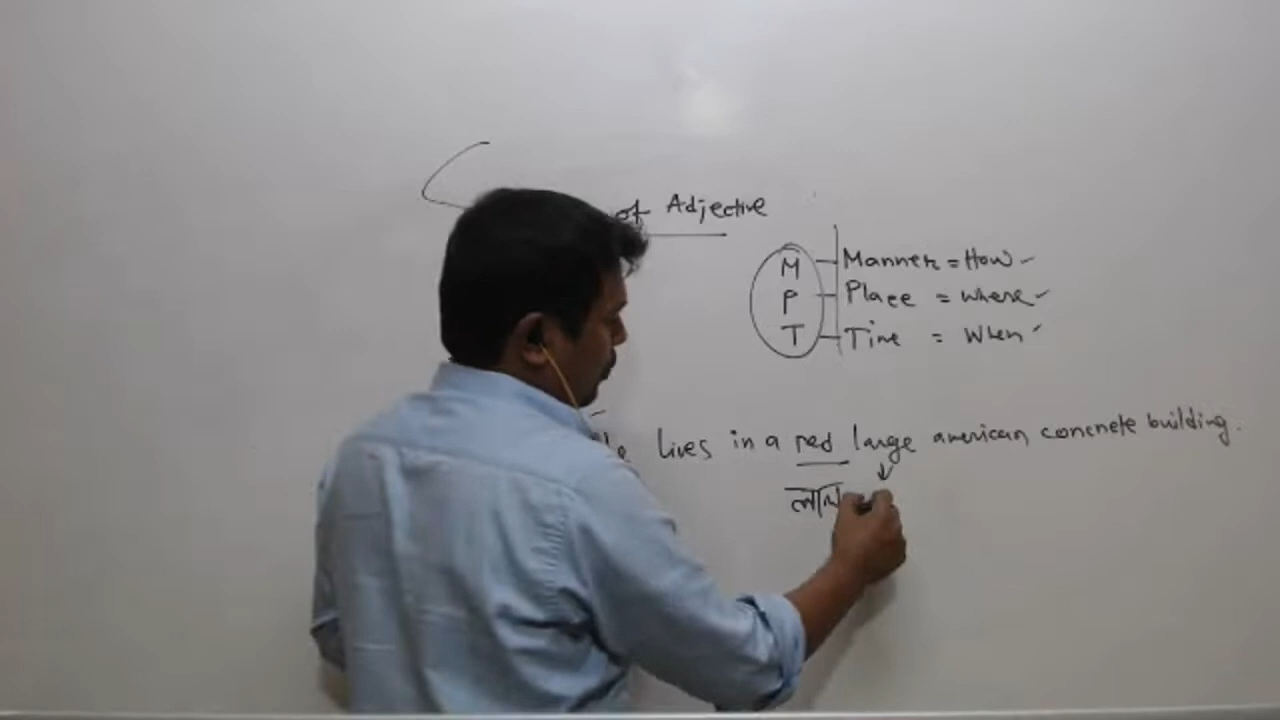 of Adjective
M Manner = How
P Place = where
T Time = When
lives in a red large american concrete building.
লাল